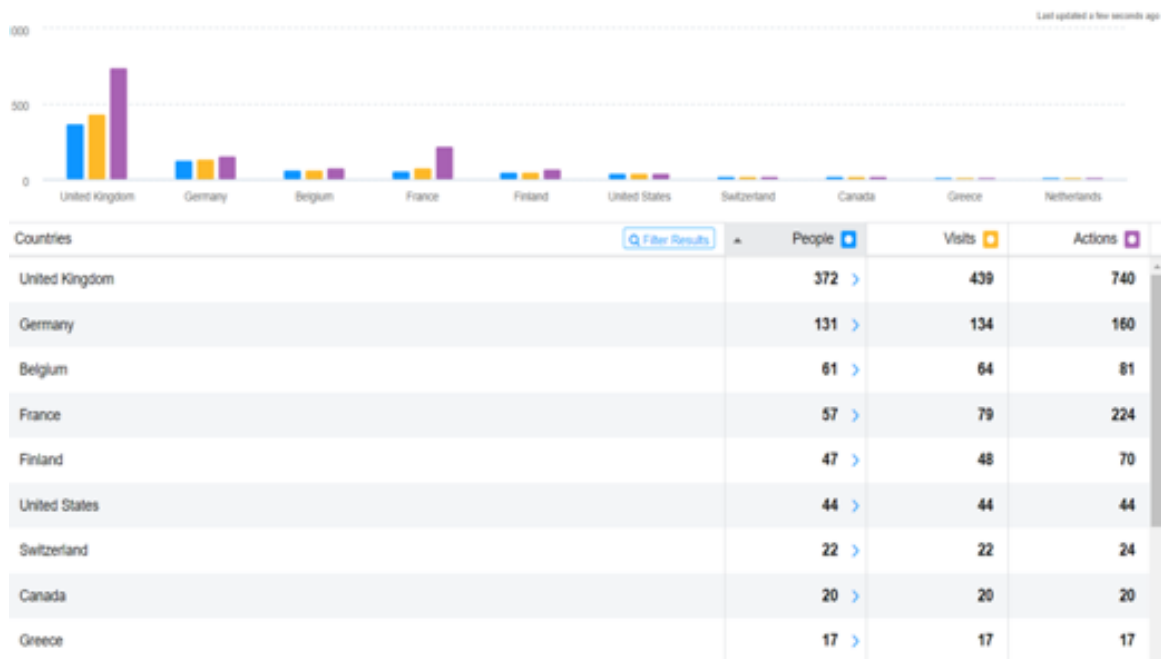 Last updated a few seconds ago
000
500
0
United Kingdom Germany Belgium France Finland United States Switzerland Canada Greece Netherlands
Countries Filter Results People Visits Actions
United Kingdom 372 439 740
Germany 131 134 160
Belgium 61 64 81
France 57 79 224
Finland 47 48 70
United States 44 44 44
Switzerland 22 22 24
Canada 20 20 20
Greece 17 17 17